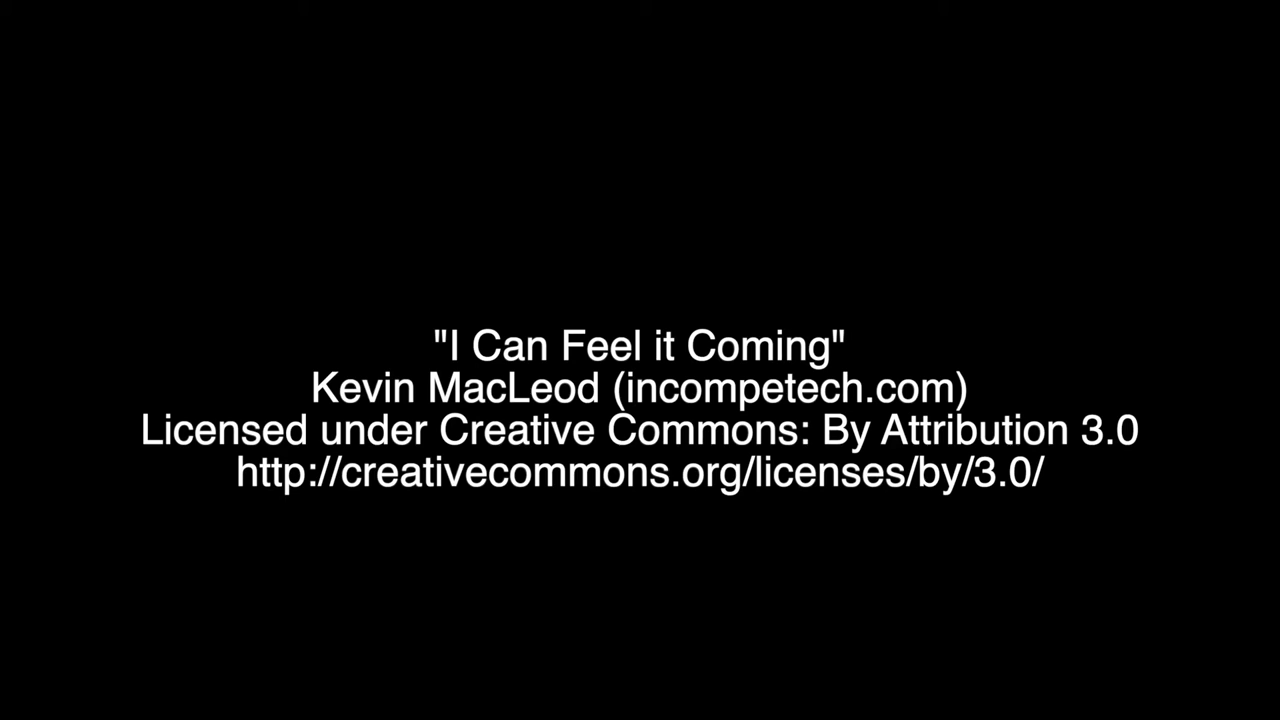 "I Can Feel it Coming"
Kevin MacLeod (incompetech.com)
Licensed under Creative Commons: By Attribution 3.0
http://creativecommons.org/licenses/by/3.0/